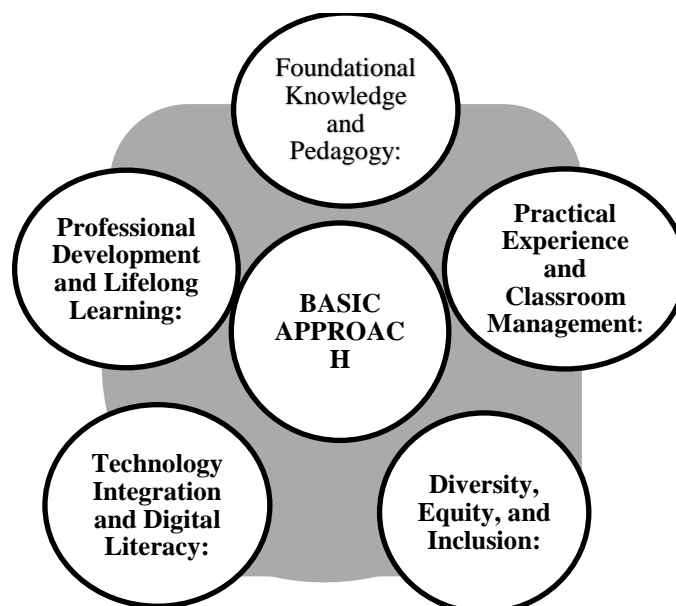 Foundational
Knowledge
and
Pedagogy:
Practical
Experience
and
Classroom
Management:
Diversity,
Equity, and
Inclusion:
Technology
Integration
and Digital
Literacy:
Professional
Development
and Lifelong
Learning:
BASIC
APPROAC
H